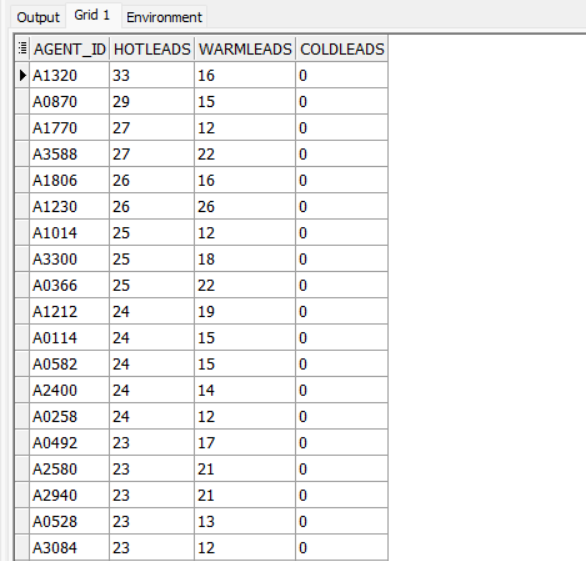 Output Grid 1 Environment
AGENT_ID HOTLEADS WARMLEADS COLDLEADS
A1320 33 16 0
A0870 29 15 0
A1770 27 12 0
A3588 27 22 0
A1806 26 16 0
A1230 26 26 0
A1014 25 12 0
A3300 25 18 0
A0366 25 22 0
A1212 24 19 0
A0114 24 15 0
A0582 24 15 0
A2400 24 14 0
A0258 24 12 0
A0492 23 17 0
A2580 23 21 0
A2940 23 21 0
A0528 23 13 0
A3084 23 12 0